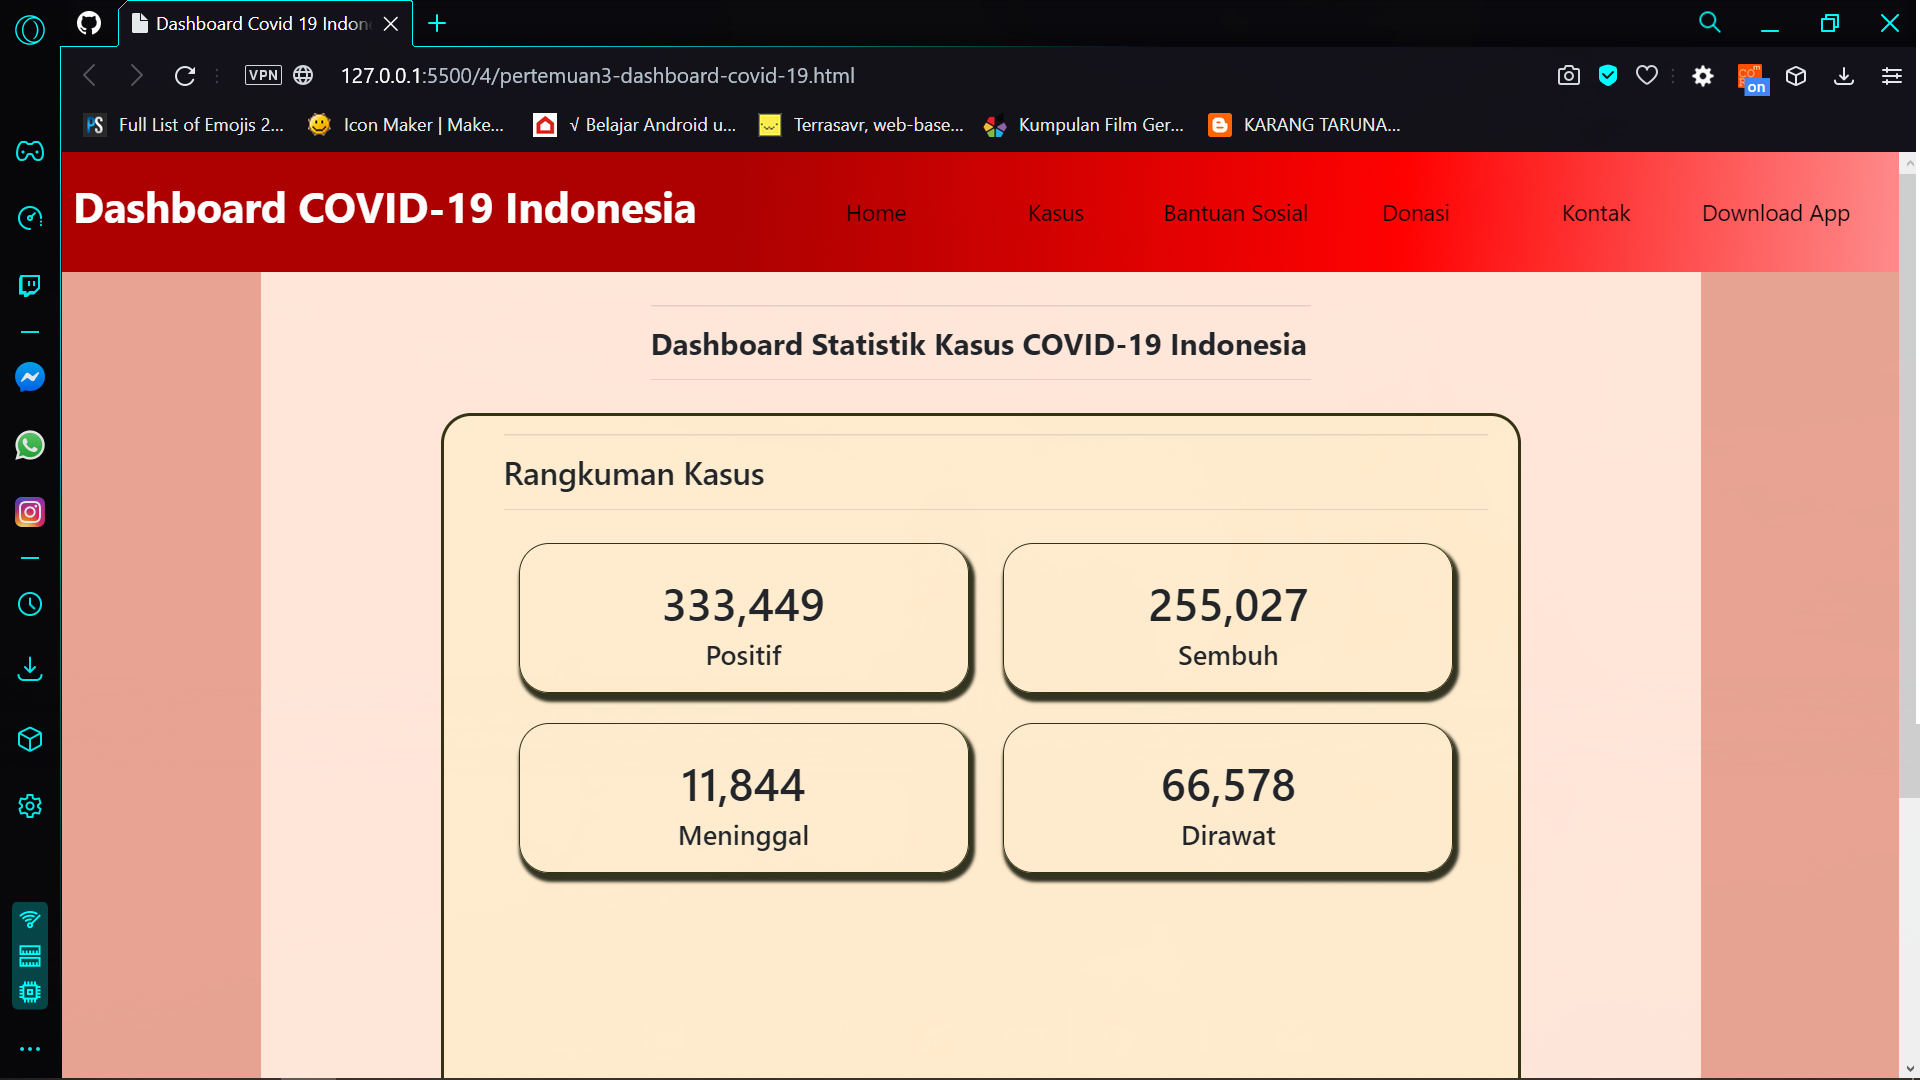 Dashboard Covid 19 Indon
VPN
127.0.0.1:5500/4/pertemuan3-dashboard-covid-19.html
on
PS
Full List of Emojis 2...
Icon Maker | Make...
√ Belajar Android u...
Terrasavr, web-base...
Kumpulan Film Ger...
KARANG TARUNA...
Dashboard COVID-19 Indonesia
Home
Kasus
Bantuan Sosial
Donasi
Kontak
Download App
Dashboard Statistik Kasus COVID-19 Indonesia
Rangkuman Kasus
333,449
Positif
255,027
Sembuh
11,844
Meninggal
66,578
Dirawat